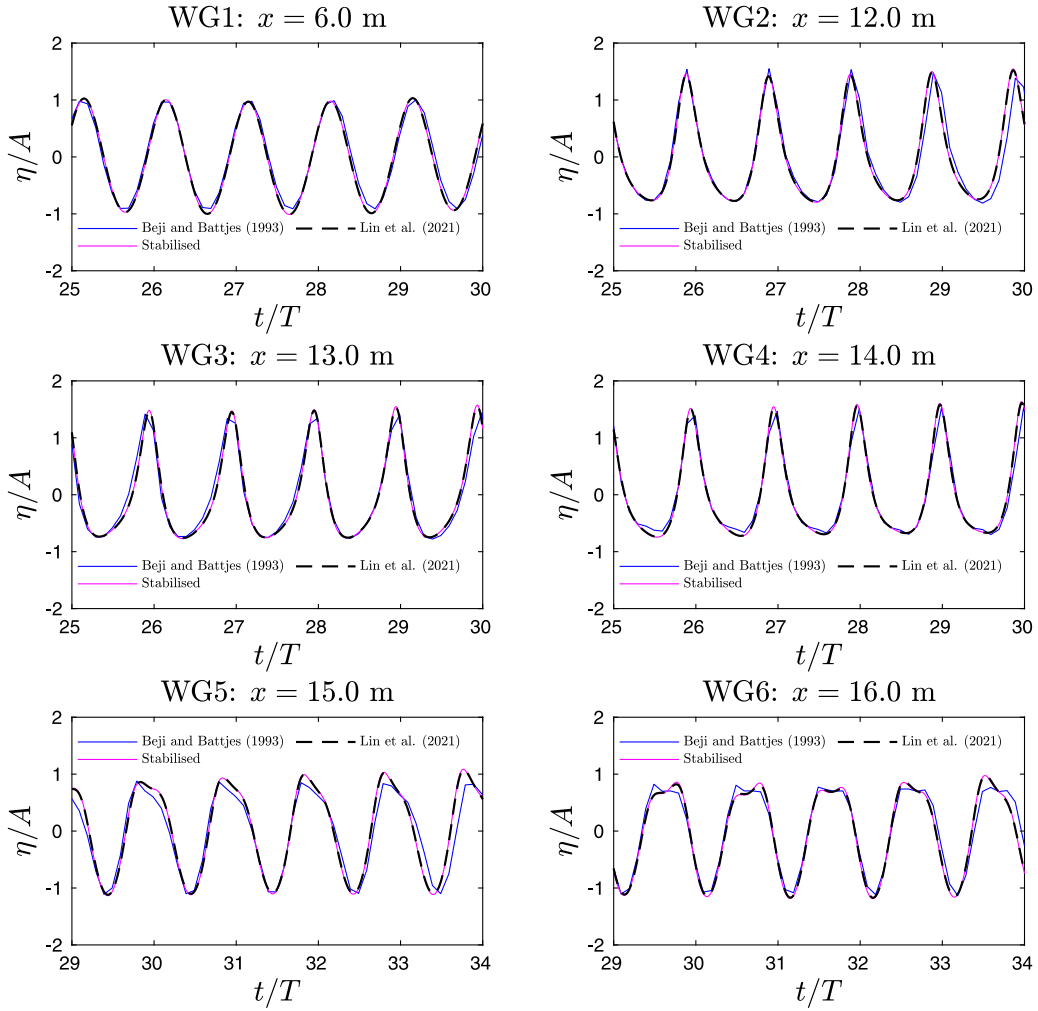 WG1: x = 6.0 m
2
1
0
-1
-2
η/A
Beji and Battjes (1993)
Lin et al. (2021)
Stabilised
25 26 27 28 29 30
t/T
WG2: x = 12.0 m
2
1
0
-1
-2
η/A
Beji and Battjes (1993)
Lin et al. (2021)
Stabilised
25 26 27 28 29 30
t/T
WG3: x = 13.0 m
2
1
0
-1
-2
η/A
Beji and Battjes (1993)
Lin et al. (2021)
Stabilised
25 26 27 28 29 30
t/T
WG4: x = 14.0 m
2
1
0
-1
-2
η/A
Beji and Battjes (1993)
Lin et al. (2021)
Stabilised
25 26 27 28 29 30
t/T
WG5: x = 15.0 m
2
1
0
-1
-2
η/A
Beji and Battjes (1993)
Lin et al. (2021)
Stabilised
29 30 31 32 33 34
t/T
WG6: x = 16.0 m
2
1
0
-1
-2
η/A
Beji and Battjes (1993)
Lin et al. (2021)
Stabilised
29 30 31 32 33 34
t/T